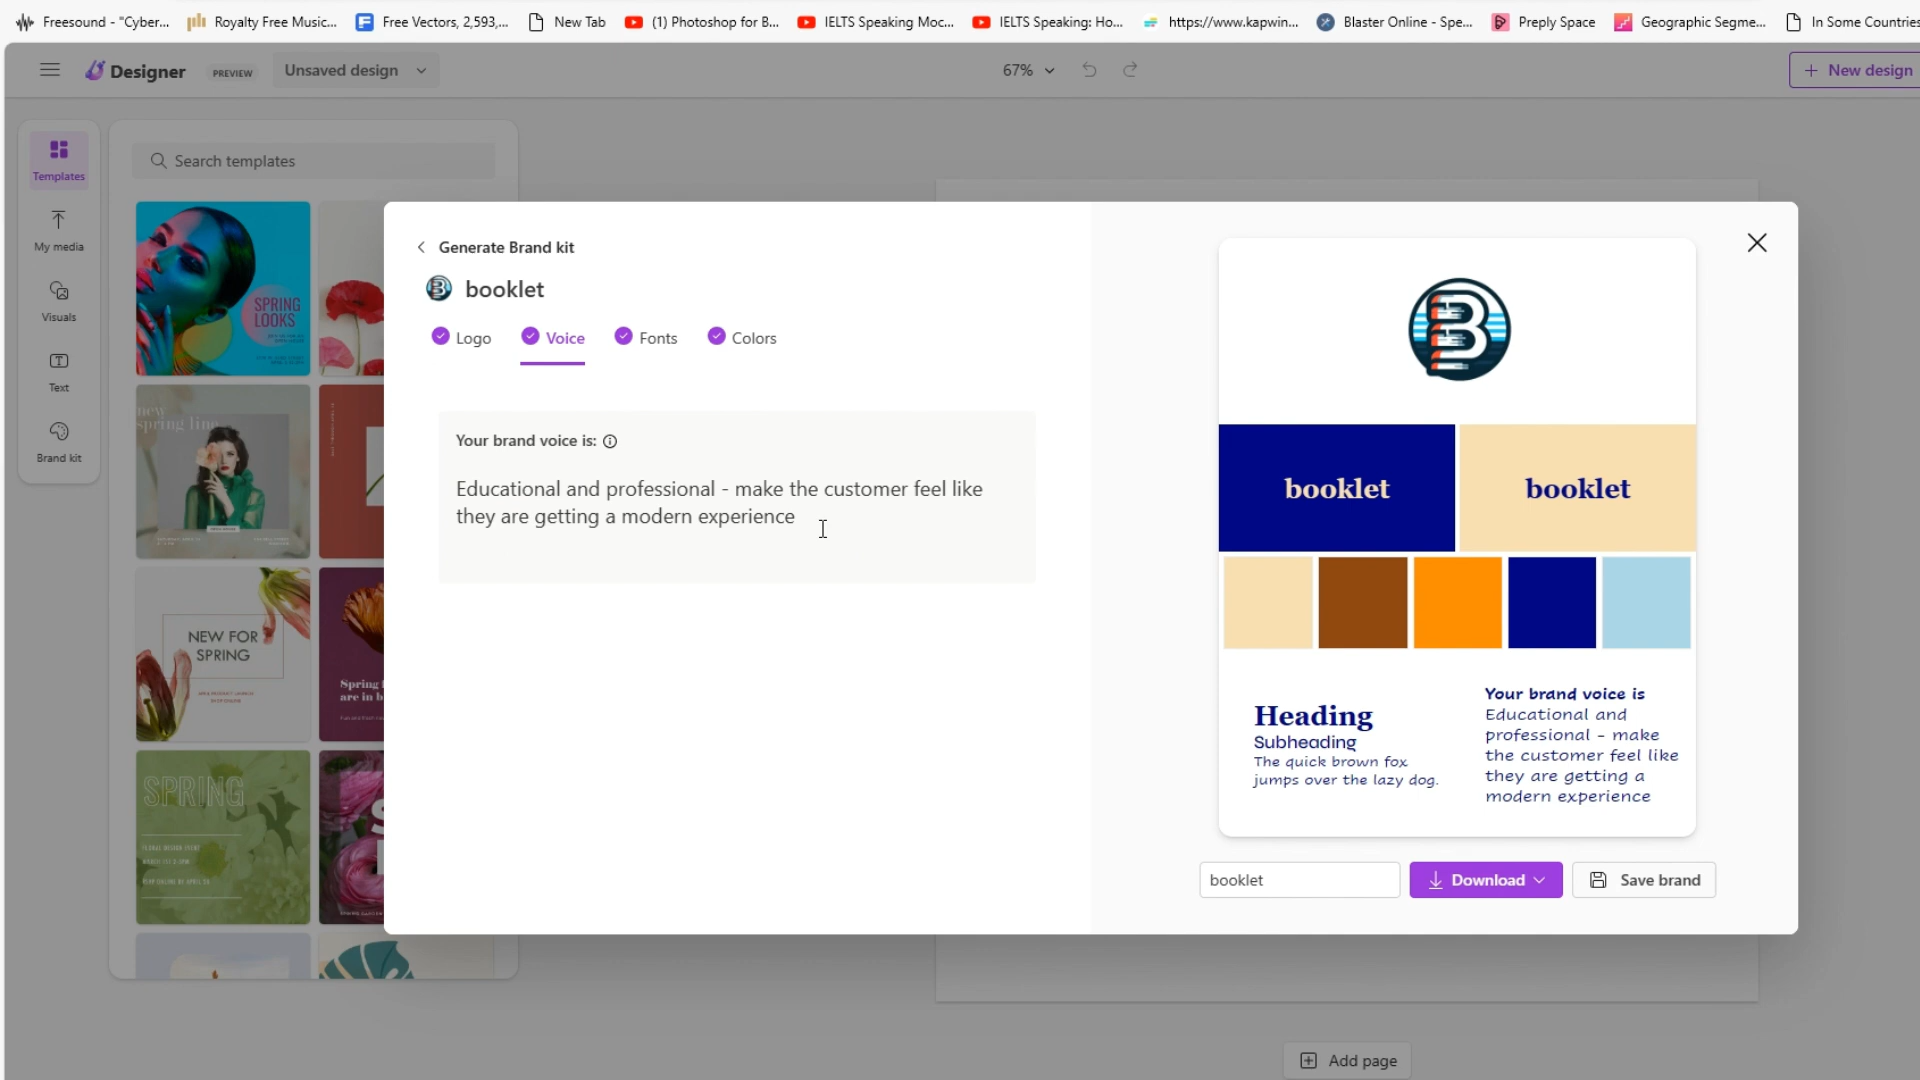 Freesound - "Cyber...
Royalty Free Music...
Free Vectors, 2,593,...
New Tab
(1) Photoshop for B...
IELTS Speaking Moc...
IELTS Speaking: Ho...
https://www.kapwin...
Blaster Online - Spe...
Preply Space
Geographic Segme...
In Some Countries
Designer
PREVIEW
Unsaved design
67%
New design
Templates
My media
Visuals
Text
Brand kit
Search templates
SPRING
LOOKS
new
spring line
NEW FOR
SPRING
Spring
are in b
SPRING
Generate Brand kit
booklet
Logo
Voice
Fonts
Colors
Your brand voice is:
Educational and professional - make the customer feel like
they are getting a modern experience
B
booklet
booklet
Heading
Subheading
The quick brown fox
jumps over the lazy dog.
Your brand voice is
Educational and
professional - make
the customer feel like
they are getting a
modern experience
booklet
Download
Save brand
Add page